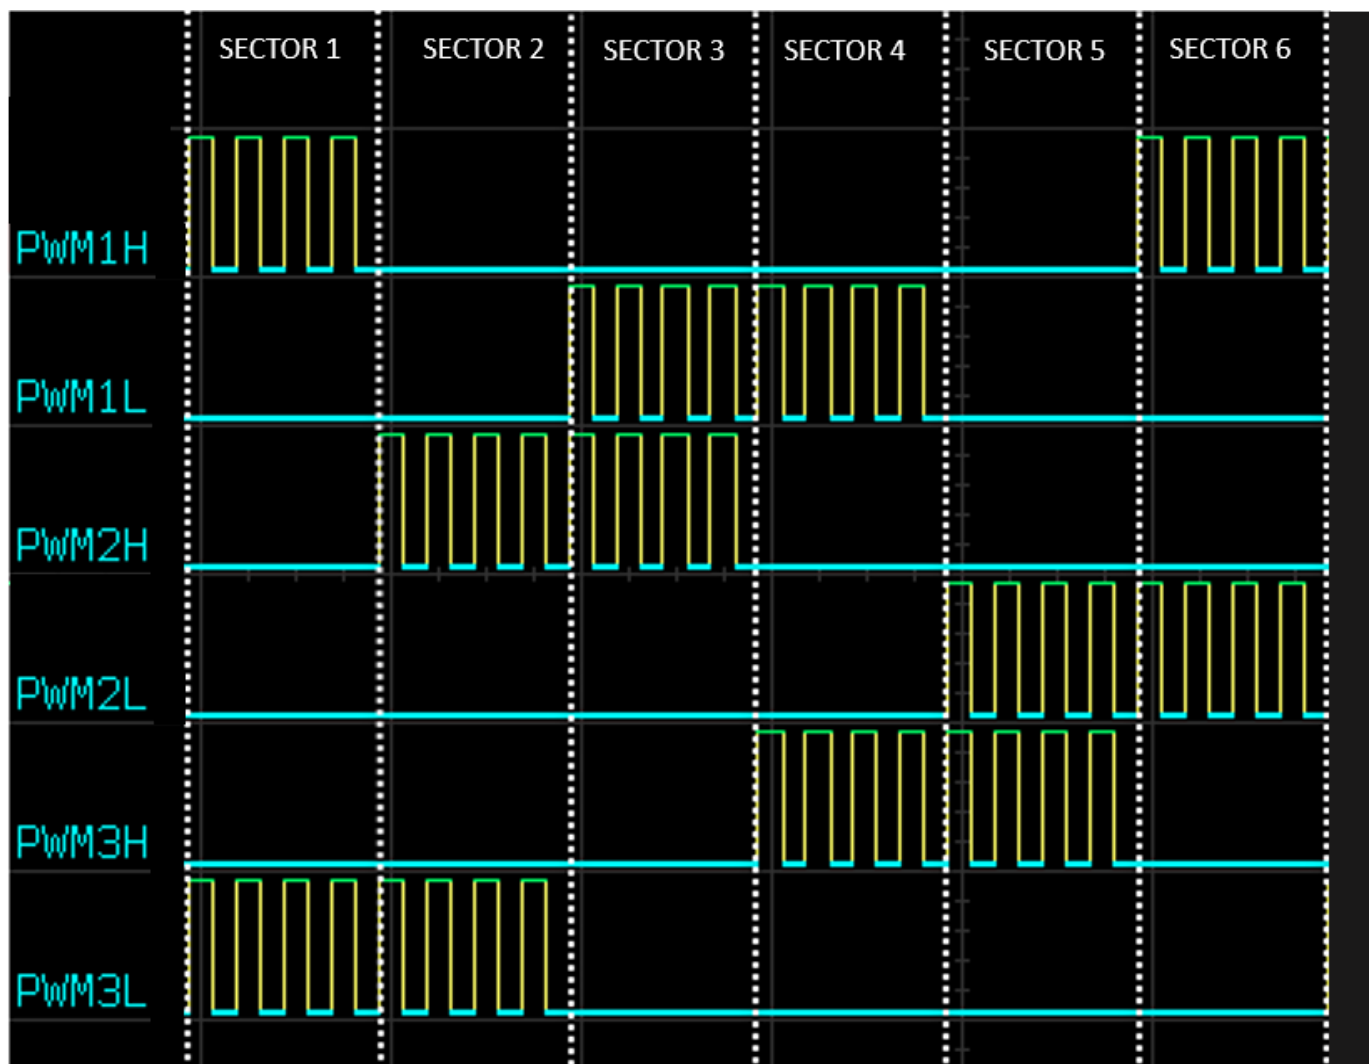 SECTOR 1 SECTOR 2 SECTOR 3 SECTOR 4 SECTOR 5 SECTOR 6
PWM1H
PWM1L
PWM2H
PWM2L
PWM3H
PWM3L